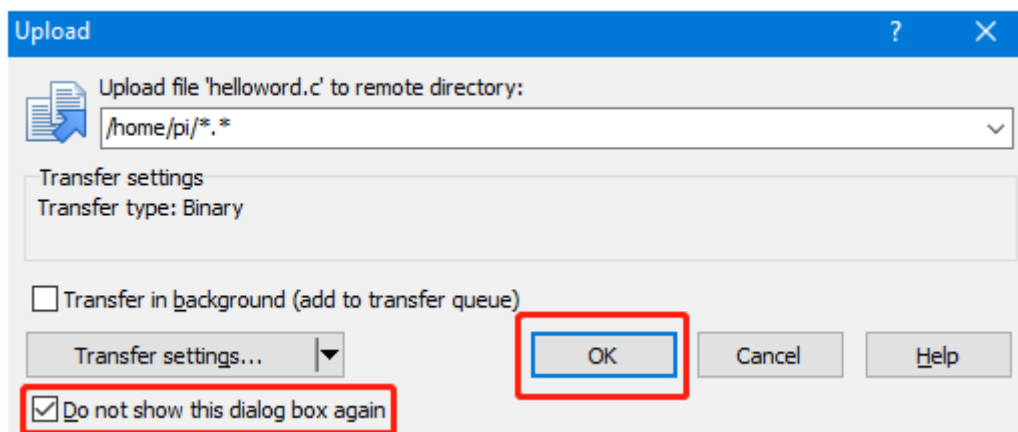 Upload ?
Upload file 'helloword.c' to remote directory:
/home/pi/*.*
Transfer settings
Transfer type: Binary
Transfer in background (add to transfer queue)
Transfer settings... OK Cancel Help
Do not show this dialog box again